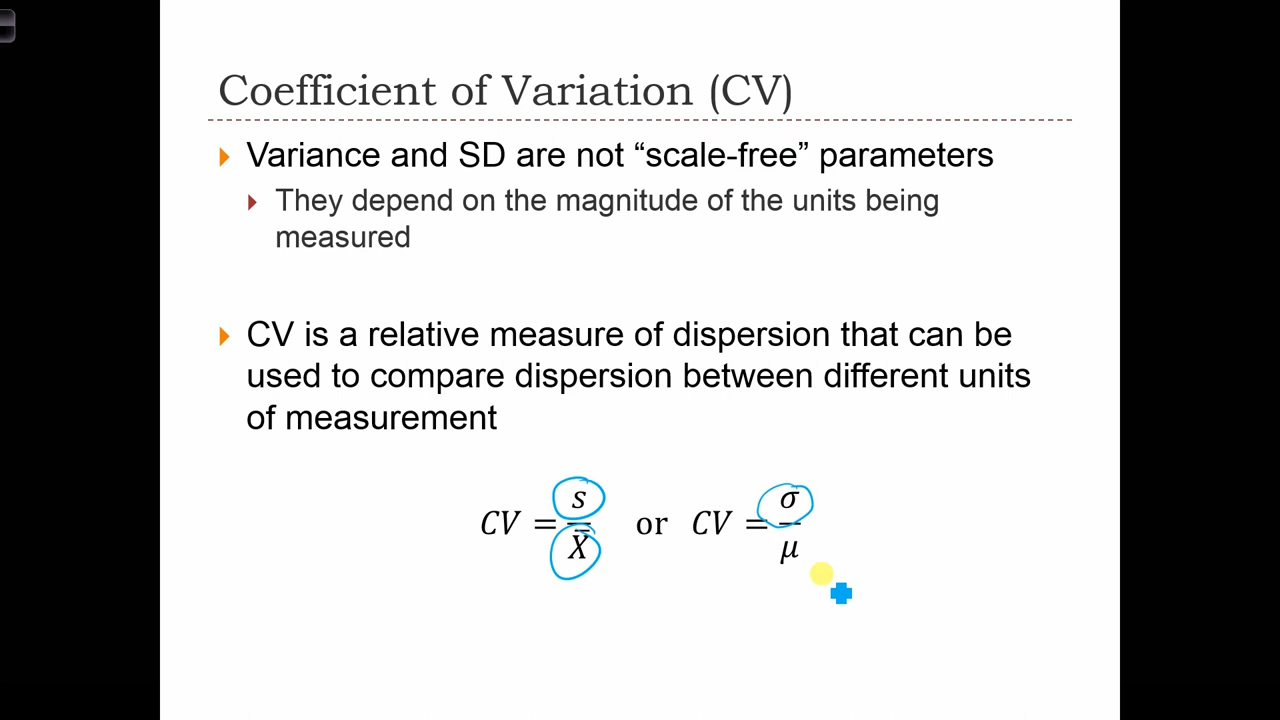 Coefficient of Variation (CV)
Variance and SD are not “scale-free” parameters
They depend on the magnitude of the units being
measured
CV is a relative measure of dispersion that can be
used to compare dispersion between different units
of measurement
CV = s / X̄ or CV = σ / μ